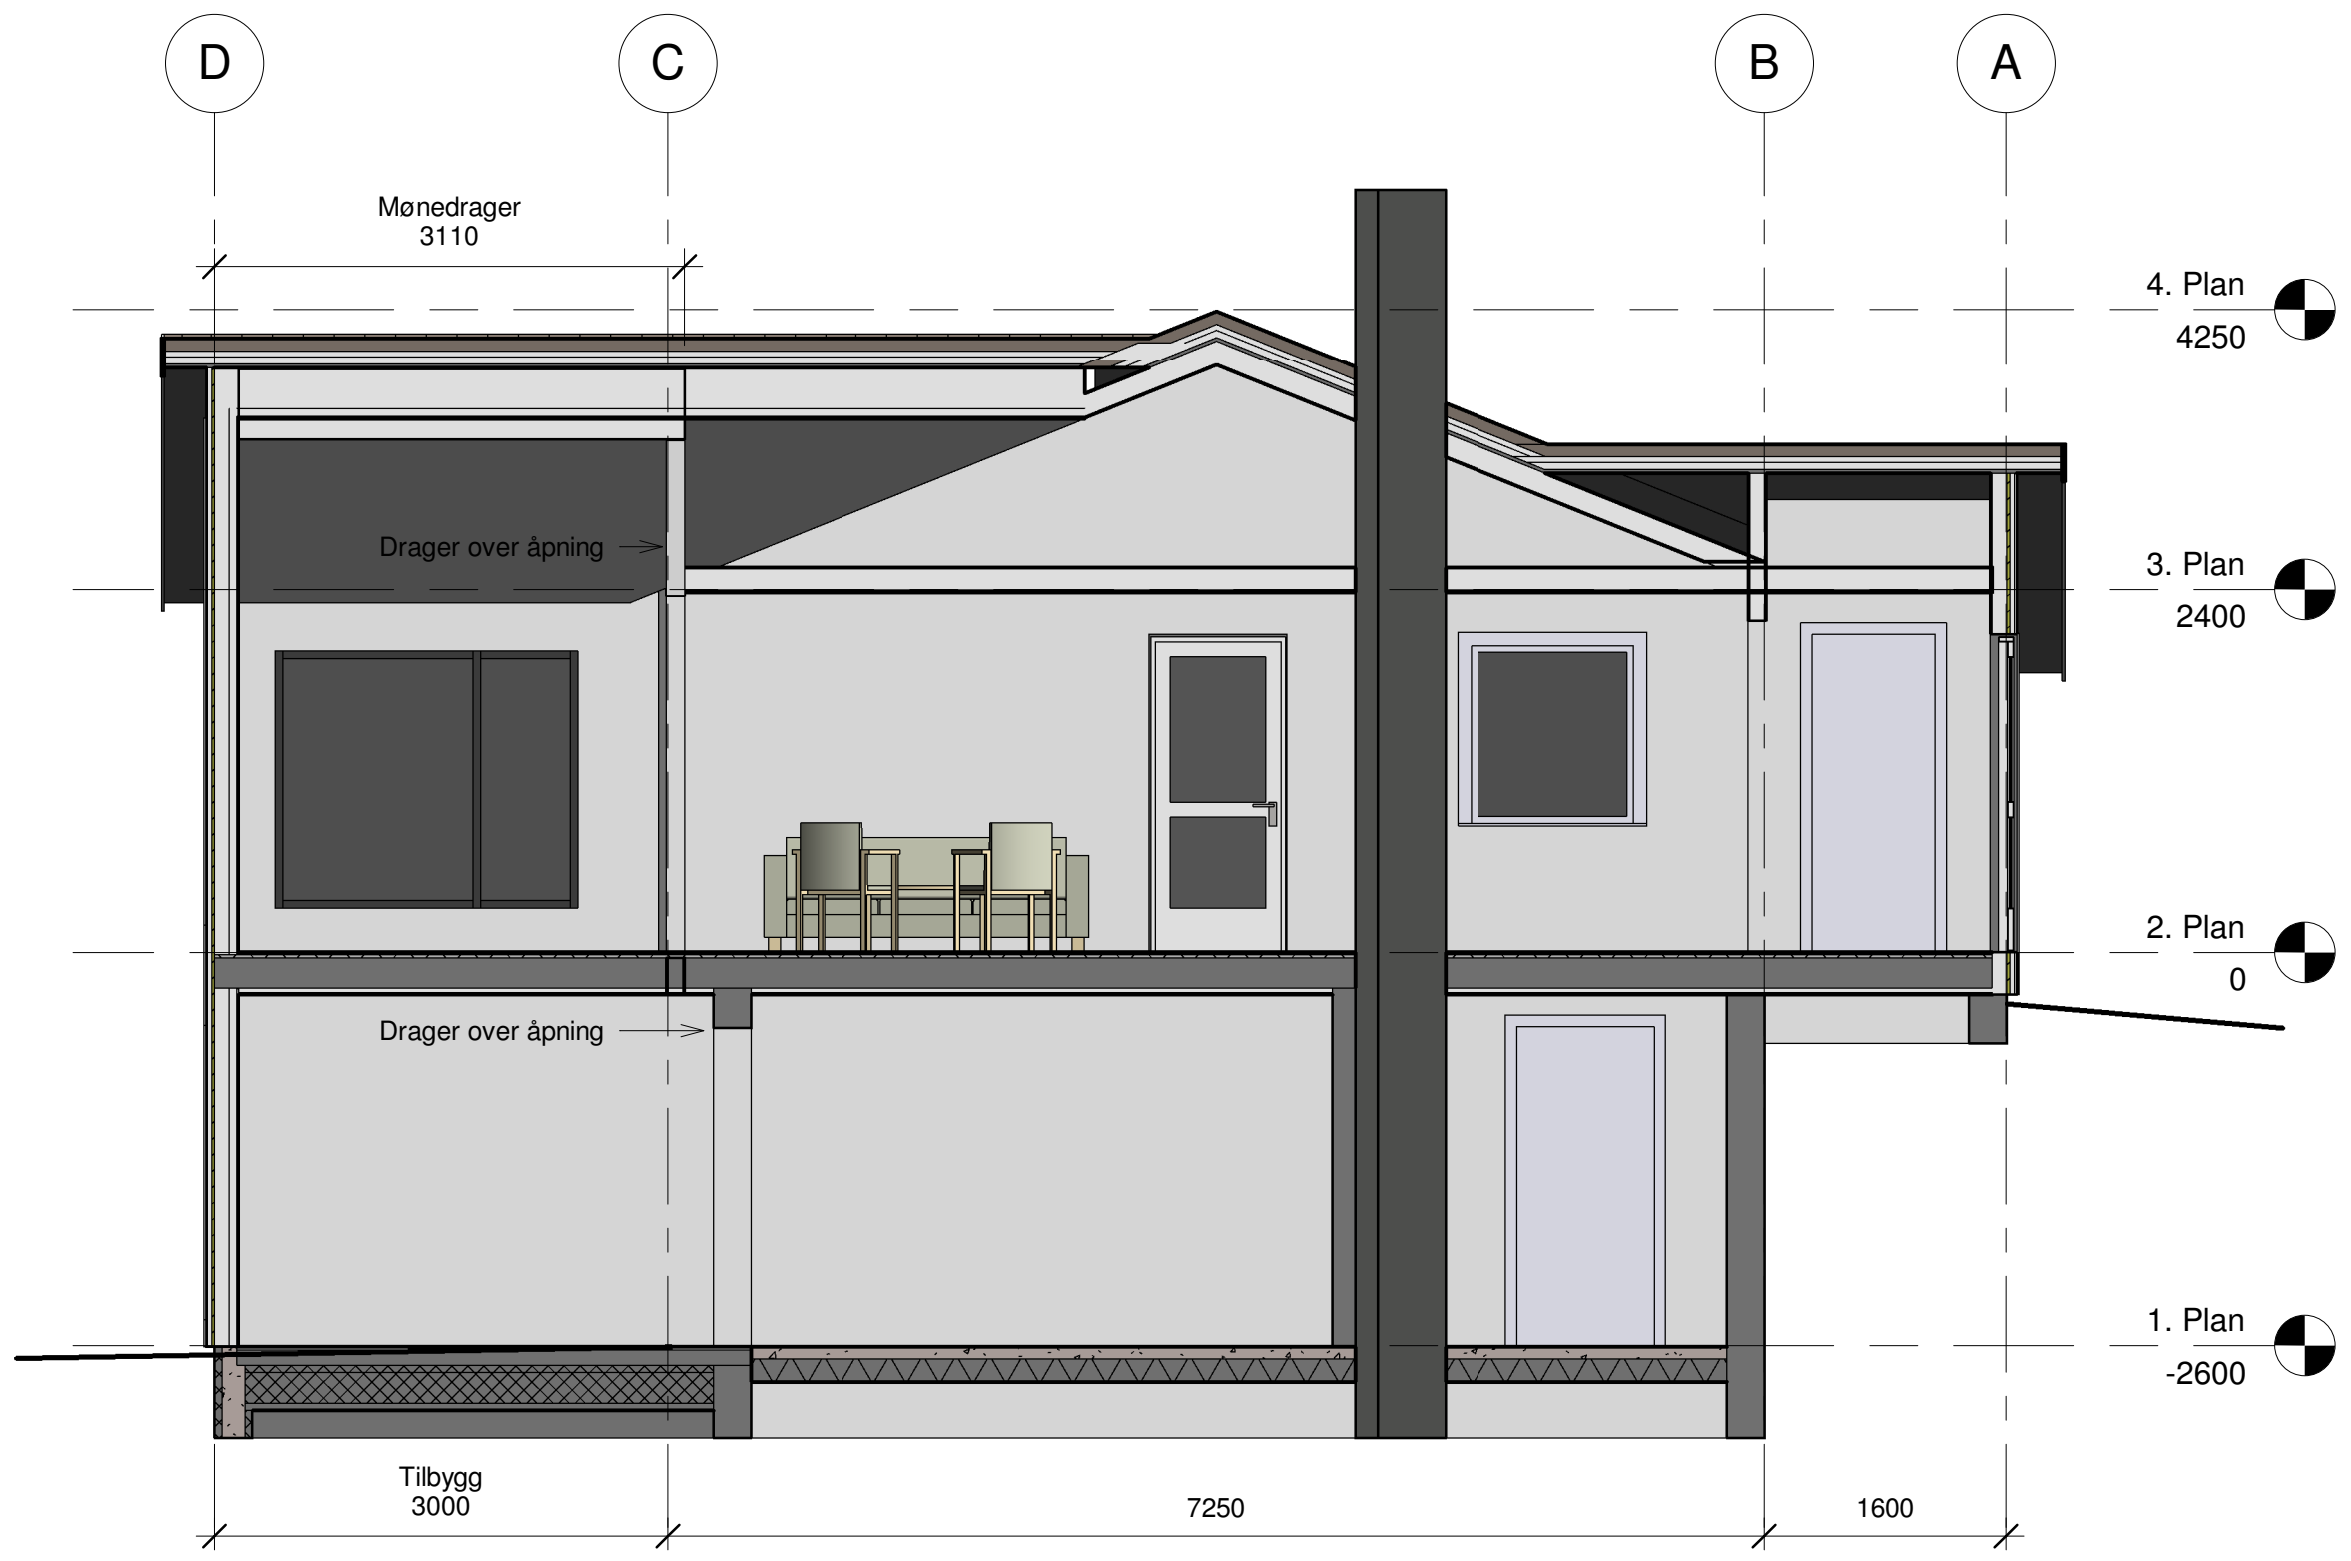 D
C
B
A
Mønedrager
3110
4. Plan
4250
Drager over åpning
3. Plan
2400
2. Plan
0
Drager over åpning
1. Plan
-2600
Tilbygg
3000
7250
1600